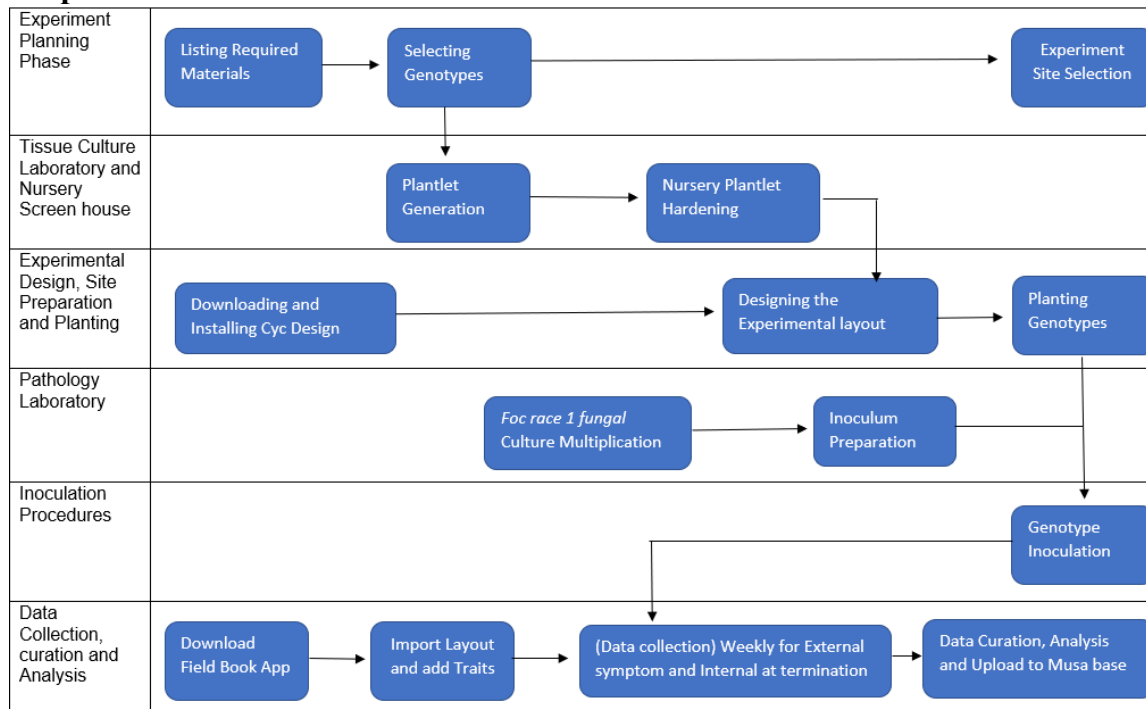 Experiment
Planning
Phase
Listing Required
Materials
Selecting
Genotypes
Experiment
Site Selection
Tissue Culture
Laboratory and
Nursery
Screen house
Plantlet
Generation
Nursery Plantlet
Hardening
Experimental
Design, Site
Preparation
and Planting
Downloading and
Installing Cyc Design
Designing the
Experimental layout
Planting
Genotypes
Pathology
Laboratory
Foc race 1 fungal
Culture Multiplication
Inoculum
Preparation
Inoculation
Procedures
Genotype
Inoculation
Data
Collection,
curation and
Analysis
Download
Field Book App
Import Layout
and add Traits
(Data collection) Weekly for External
symptom and Internal at termination
Data Curation, Analysis
and Upload to Musa base